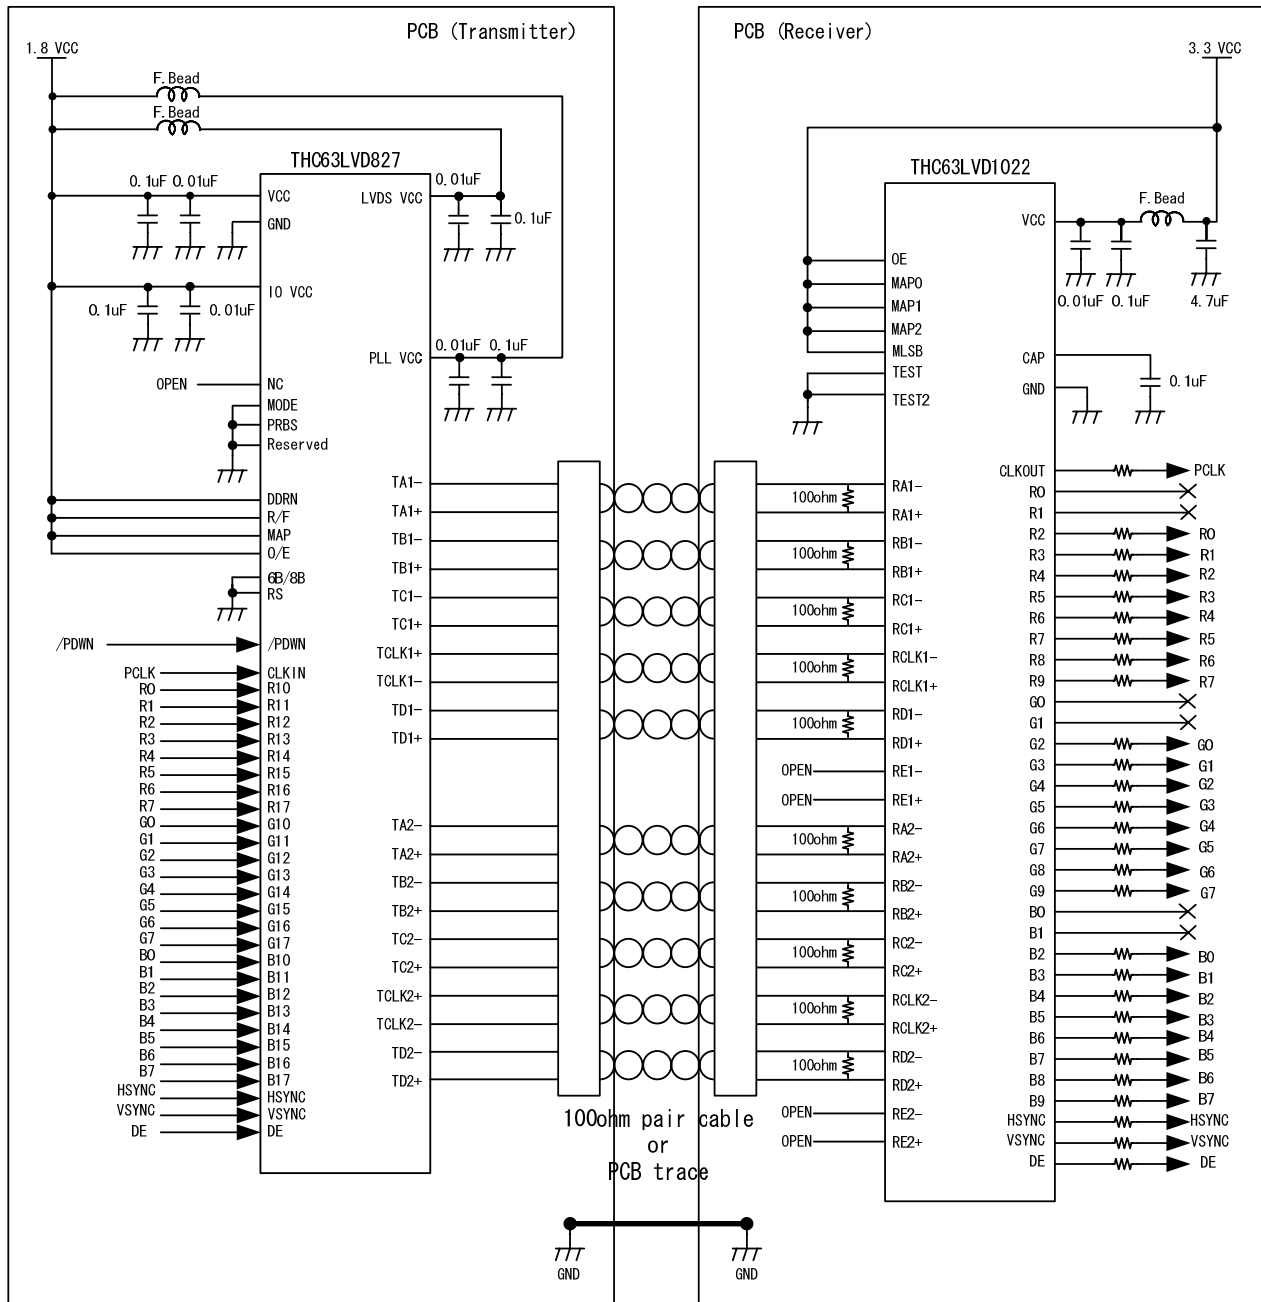 PCB (Transmitter)
1.8 VCC
F.Bead
F.Bead
THC63LVD827
0.1uF 0.01uF
VCC
GND
LVDS VCC
0.01uF
0.1uF
IO VCC
0.1uF
0.01uF
PLL VCC
0.01uF 0.1uF
OPEN
NC
MODE
PRBS
Reserved
DDRN
R/F
MAP
O/E
6B/8B
RS
/PDWN
/PDWN
PCLK CLKIN
R0 R10
R1 R11
R2 R12
R3 R13
R4 R14
R5 R15
R6 R16
R7 R17
G0 G10
G1 G11
G2 G12
G3 G13
G4 G14
G5 G15
G6 G16
G7 G17
B0 B10
B1 B11
B2 B12
B3 B13
B4 B14
B5 B15
B6 B16
B7 B17
HSYNC HSYNC
VSYNC VSYNC
DE DE
TA1-
TA1+
TB1-
TB1+
TC1-
TC1+
TCLK1+
TCLK1-
TD1-
TD1+
TA2-
TA2+
TB2-
TB2+
TC2-
TC2+
TCLK2+
TCLK2-
TD2-
TD2+
100ohm pair cable
or
PCB trace
GND
GND
PCB (Receiver)
3.3 VCC
THC63LVD1022
F.Bead
VCC
0.01uF 0.1uF
4.7uF
OE
MAP0
MAP1
MAP2
MLSB
TEST
TEST2
CAP
GND
0.1uF
100ohm
RA1-
RA1+
100ohm
RB1-
RB1+
100ohm
RC1-
RC1+
100ohm
RCLK1-
RCLK1+
100ohm
RD1-
RD1+
OPEN RE1-
OPEN RE1+
100ohm
RA2-
RA2+
100ohm
RB2-
RB2+
100ohm
RC2-
RC2+
100ohm
RCLK2-
RCLK2+
100ohm
RD2-
RD2+
OPEN RE2-
OPEN RE2+
CLKOUT PCLK
R0
R1
R2 R0
R3 R1
R4 R2
R5 R3
R6 R4
R7 R5
R8 R6
R9 R7
G0
G1
G2 G0
G3 G1
G4 G2
G5 G3
G6 G4
G7 G5
G8 G6
G9 G7
B0
B1
B2 B0
B3 B1
B4 B2
B5 B3
B6 B4
B7 B5
B8 B6
B9 B7
HSYNC HSYNC
VSYNC VSYNC
DE DE